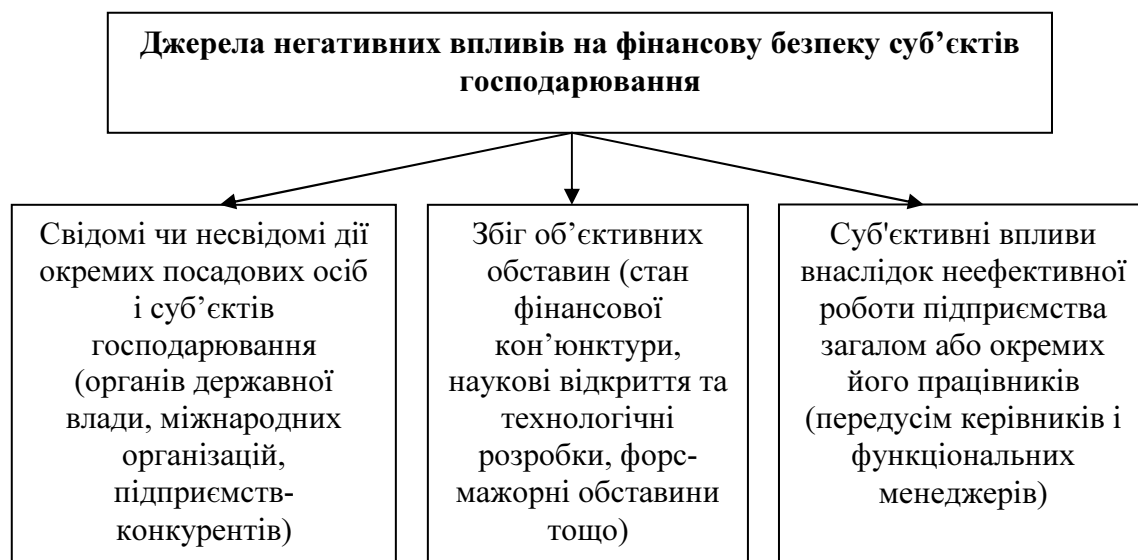 Джерела негативних впливів на фінансову безпеку суб’єктів
господарювання
Свідомі чи несвідомі дії
окремих посадових осіб
і суб’єктів
господарювання
(органів державної
влади, міжнародних
організацій,
підприємств-
конкурентів)
Збіг об’єктивних
обставин (стан
фінансової
кон’юнктури,
наукові відкриття та
технологічні
розробки, форс-
мажорні обставини
тощо)
Суб'єктивні впливи
внаслідок неефективної
роботи підприємства
загалом або окремих
його працівників
(передусім керівників і
функціональних
менеджерів)